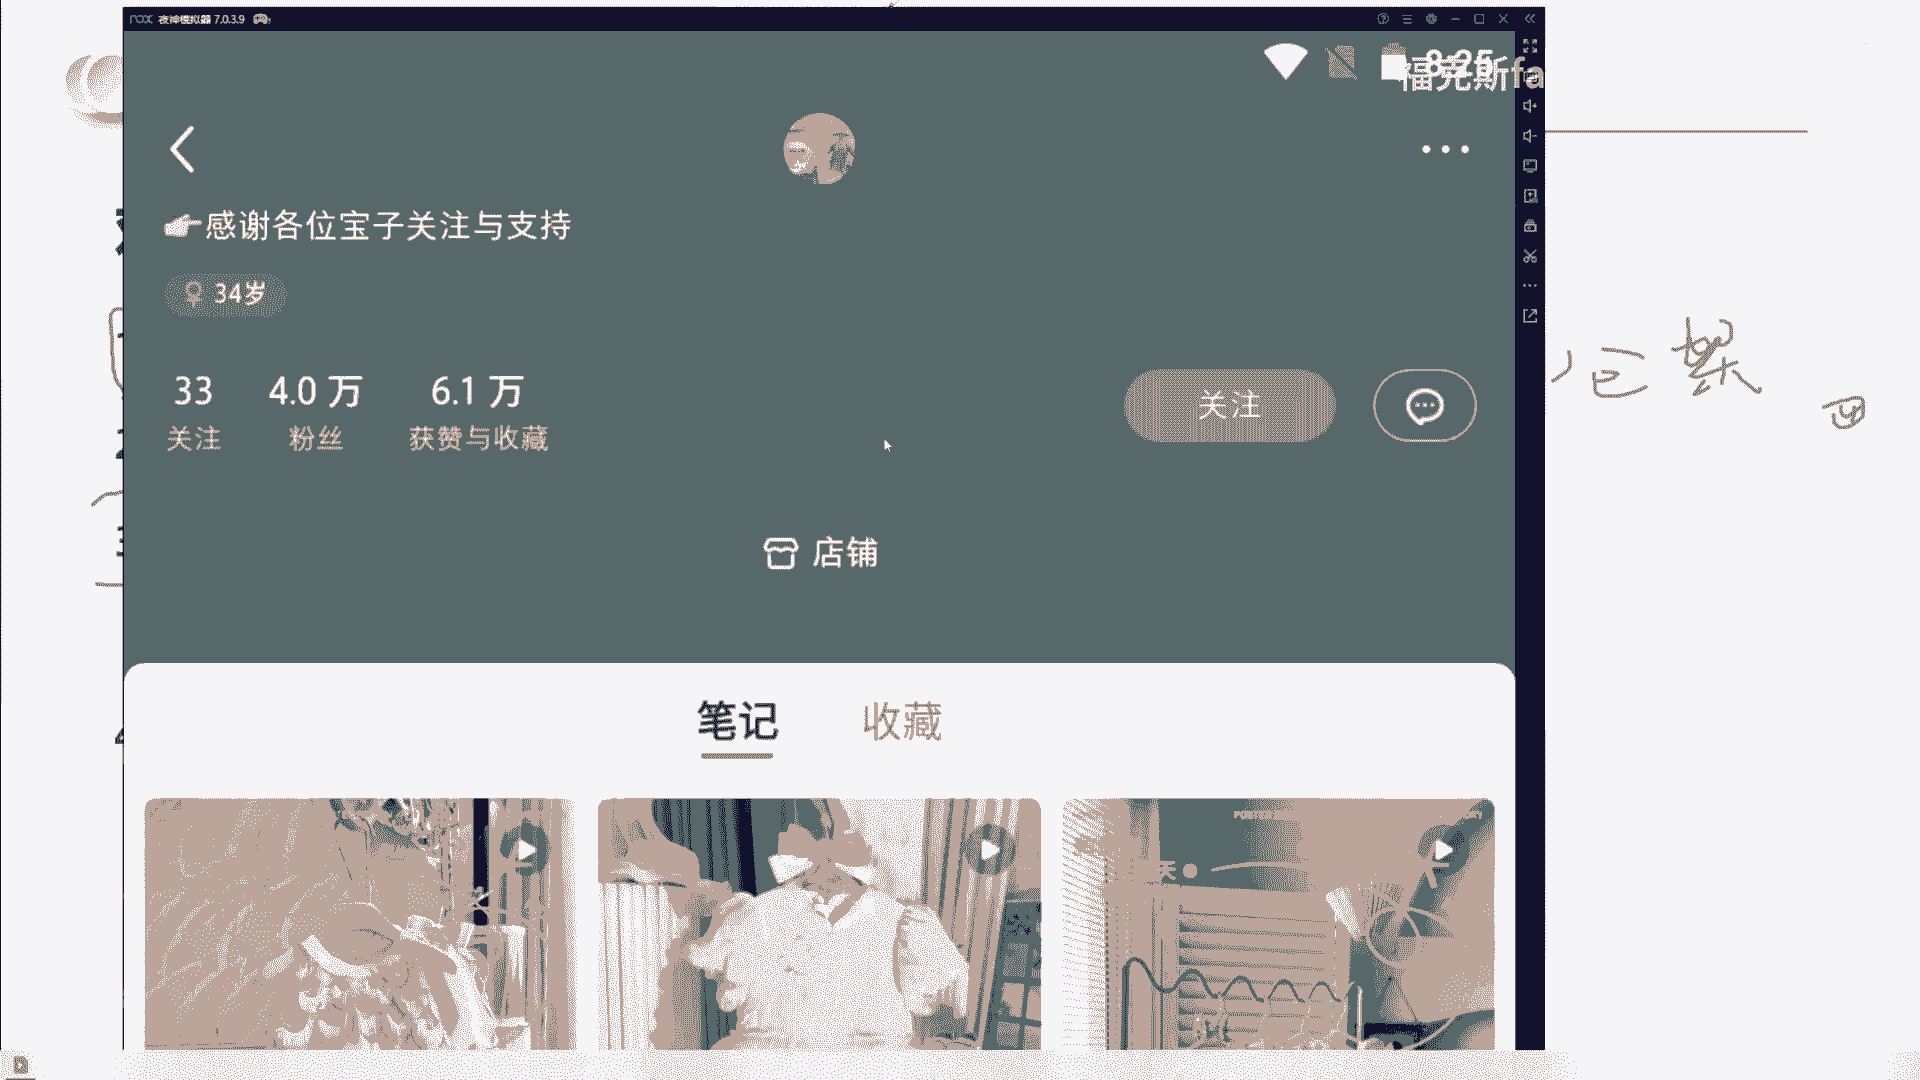 nox 夜神模拟器 7.0.3.9
8:25
福克斯fa
感谢各位宝子关注与支持
34岁
33 4.0 万 6.1 万
关注 粉丝 获赞与收藏
关注
店铺
笔记 收藏
天